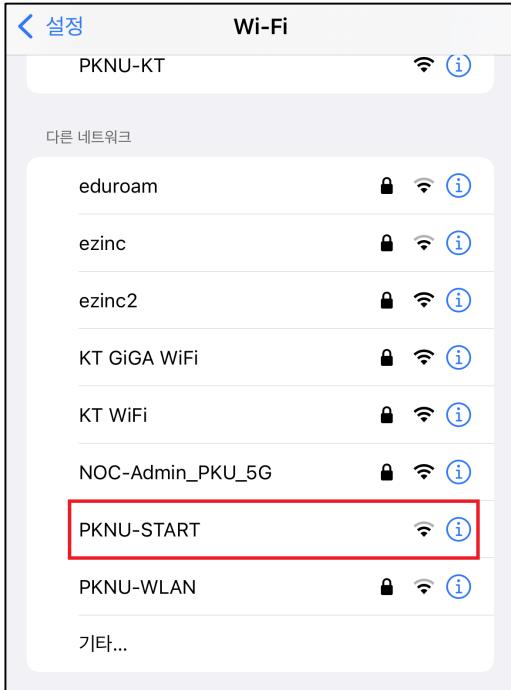 설정
Wi-Fi
PKNU-KT
다른 네트워크
eduroam
ezinc
ezinc2
KT GiGA WiFi
KT WiFi
NOC-Admin_PKU_5G
PKNU-START
PKNU-WLAN
기타...